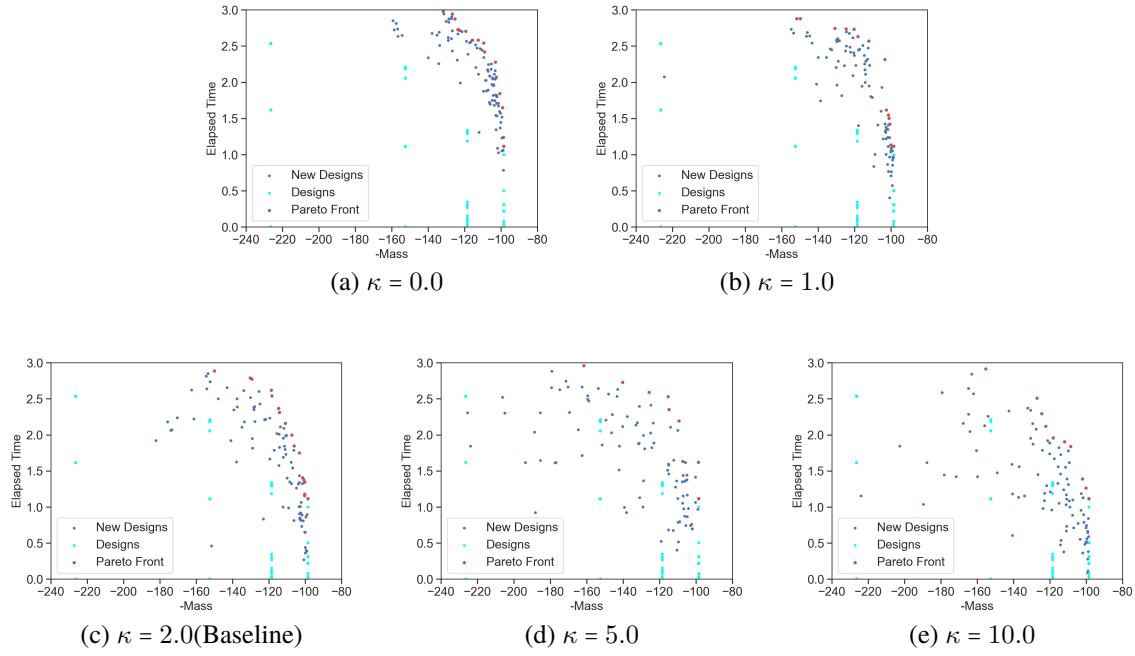 3.0
2.5
2.0
1.5
1.0
0.5
0.0
Elapsed Time
New Designs
Designs
Pareto Front
−240 −220 −200 −180 −160 −140 −120 −100 −80
-Mass
(a) κ = 0.0
3.0
2.5
2.0
1.5
1.0
0.5
0.0
Elapsed Time
New Designs
Designs
Pareto Front
−240 −220 −200 −180 −160 −140 −120 −100 −80
-Mass
(b) κ = 1.0
3.0
2.5
2.0
1.5
1.0
0.5
0.0
Elapsed Time
New Designs
Designs
Pareto Front
−240 −220 −200 −180 −160 −140 −120 −100 −80
-Mass
(c) κ = 2.0(Baseline)
3.0
2.5
2.0
1.5
1.0
0.5
0.0
Elapsed Time
New Designs
Designs
Pareto Front
−240 −220 −200 −180 −160 −140 −120 −100 −80
-Mass
(d) κ = 5.0
3.0
2.5
2.0
1.5
1.0
0.5
0.0
Elapsed Time
New Designs
Designs
Pareto Front
−240 −220 −200 −180 −160 −140 −120 −100 −80
-Mass
(e) κ = 10.0